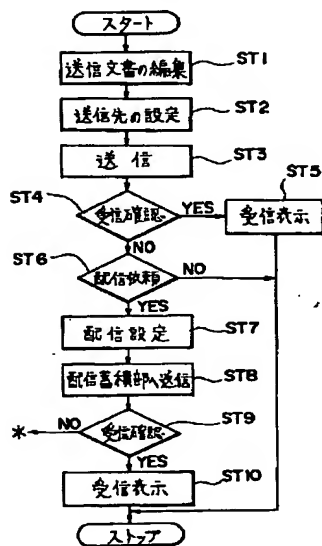 スタート
送信文書の編集
ST1
送信先の設定
ST2
送信
ST3
ST5
ST4
受信確認
YES
受信表示
NO
ST6
配信依頼
NO
YES
配信設定
ST7
配信蓄積部へ送信
ST8
ST9
* NO
受信確認
YES
受信表示
ST10
ストップ